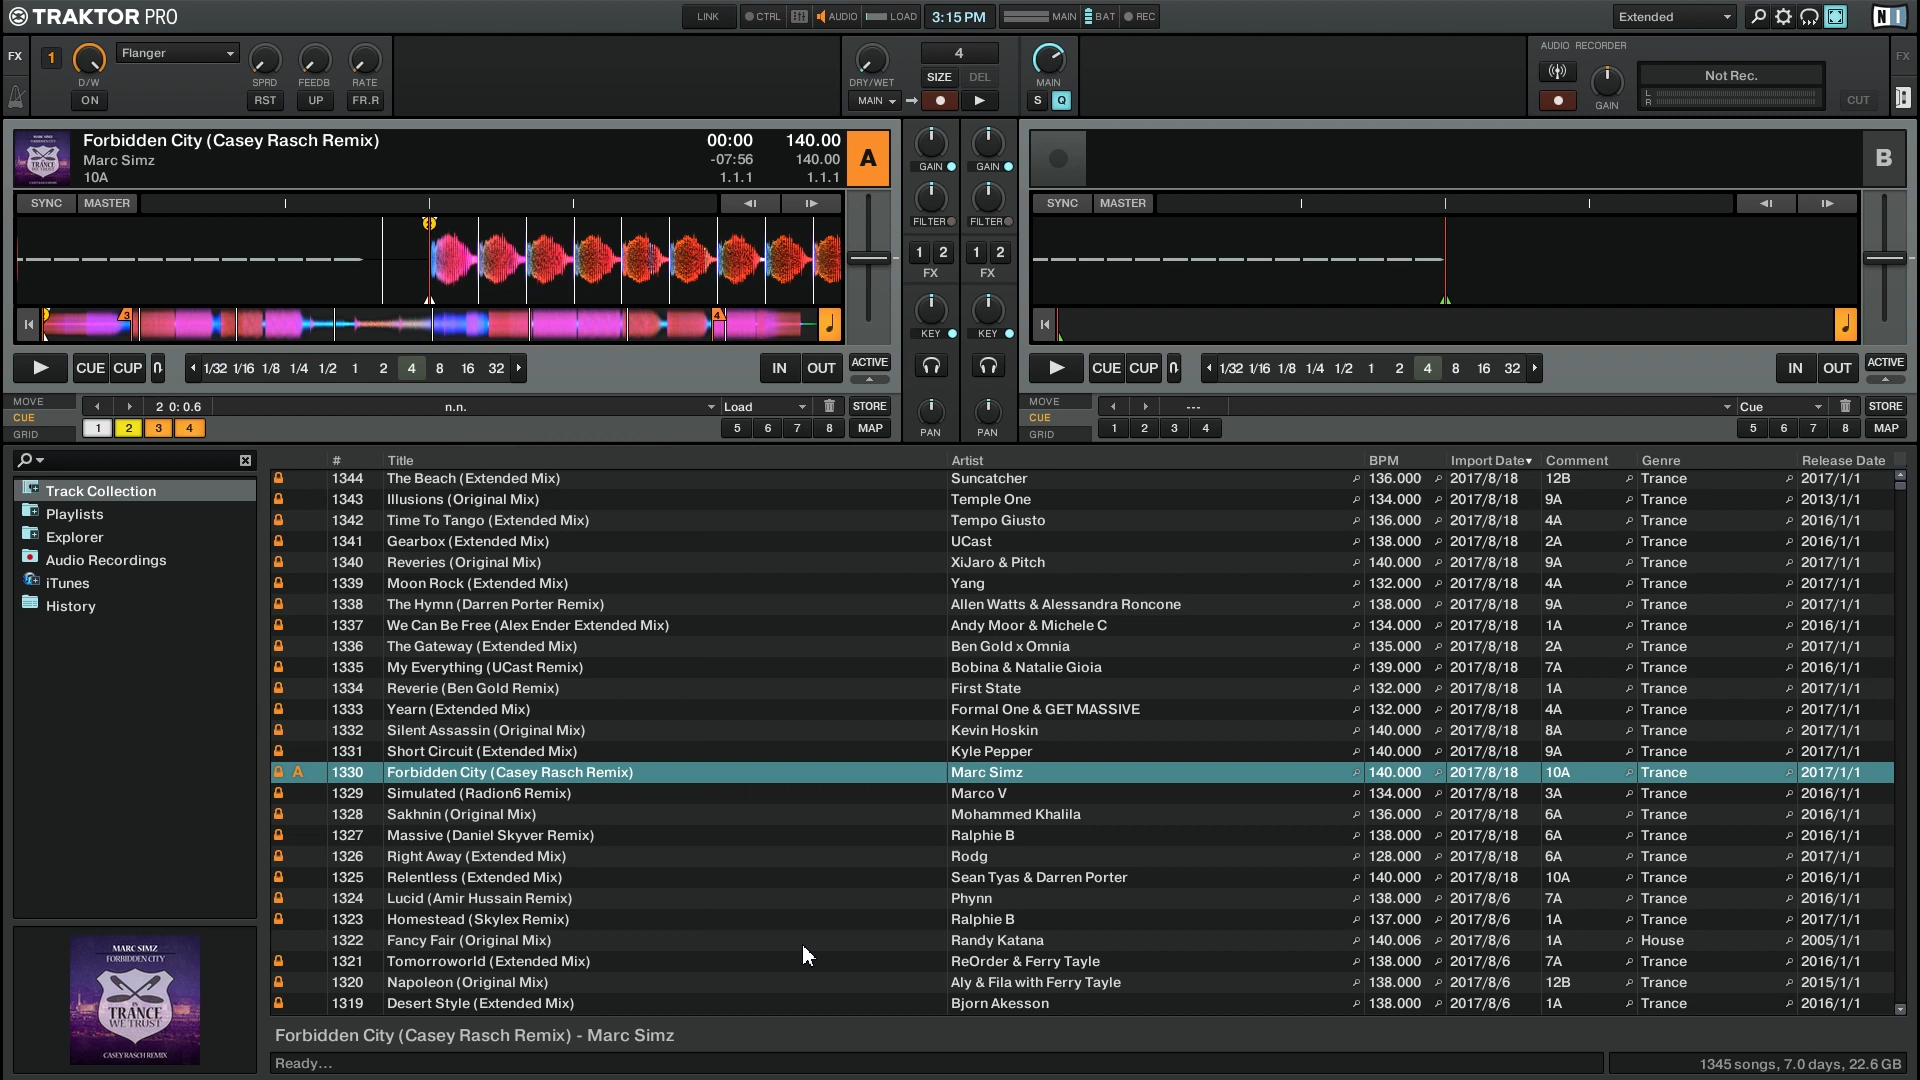 TRAKTOR PRO
LINK CTRL AUDIO LOAD 3:15 PM MAIN BAT REC Extended
FX 1 Flanger D/W SPRD FEEDB RATE ON RST UP FR.R
DRY/WET 4 SIZE DEL MAIN
MAIN S Q
AUDIO RECORDER GAIN Not Rec. L R CUT FX
Forbidden City (Casey Rasch Remix) 00:00 140.00 A
Marc Simz -07:56 140.00
10A 1.1.1 1.1.1
B
SYNC MASTER
GAIN GAIN
FILTER FILTER
1 2 1 2
FX FX
KEY KEY
PAN PAN
SYNC MASTER
3 4
CUE CUP 1/32 1/16 1/8 1/4 1/2 1 2 4 8 16 32 IN OUT ACTIVE
CUE CUP 1/32 1/16 1/8 1/4 1/2 1 2 4 8 16 32 IN OUT ACTIVE
MOVE CUE GRID 2 0: 0.6 n.n. Load STORE
1 2 3 4 5 6 7 8 MAP
MOVE CUE GRID --- Cue STORE
1 2 3 4 5 6 7 8 MAP
Track Collection
Playlists
Explorer
Audio Recordings
iTunes
History
# Title Artist BPM Import Date Comment Genre Release Date
1344 The Beach (Extended Mix) Suncatcher 136.000 2017/8/18 12B Trance 2017/1/1
1343 Illusions (Original Mix) Temple One 134.000 2017/8/18 9A Trance 2013/1/1
1342 Time To Tango (Extended Mix) Tempo Giusto 136.000 2017/8/18 4A Trance 2016/1/1
1341 Gearbox (Extended Mix) UCast 138.000 2017/8/18 2A Trance 2016/1/1
1340 Reveries (Original Mix) XiJaro & Pitch 140.000 2017/8/18 9A Trance 2017/1/1
1339 Moon Rock (Extended Mix) Yang 132.000 2017/8/18 4A Trance 2016/1/1
1338 The Hymn (Darren Porter Remix) Allen Watts & Alessandra Roncone 138.000 2017/8/18 9A Trance 2017/1/1
1337 We Can Be Free (Alex Ender Extended Mix) Andy Moor & Michele C 134.000 2017/8/18 1A Trance 2016/1/1
1336 The Gateway (Extended Mix) Ben Gold x Omnia 135.000 2017/8/18 2A Trance 2017/1/1
1335 My Everything (UCast Remix) Bobina & Natalie Gioia 139.000 2017/8/18 7A Trance 2016/1/1
1334 Reverie (Ben Gold Remix) First State 132.000 2017/8/18 1A Trance 2017/1/1
1333 Yearn (Extended Mix) Formal One & GET MASSIVE 132.000 2017/8/18 4A Trance 2016/1/1
1332 Silent Assassin (Original Mix) Kevin Hoskin 140.000 2017/8/18 8A Trance 2017/1/1
1331 Short Circuit (Extended Mix) Kyle Pepper 140.000 2017/8/18 9A Trance 2017/1/1
A 1330 Forbidden City (Casey Rasch Remix) Marc Simz 140.000 2017/8/18 10A Trance 2017/1/1
1329 Simulated (Radion6 Remix) Marco V 134.000 2017/8/18 3A Trance 2016/1/1
1328 Sakhnin (Original Mix) Mohammed Khalila 136.000 2017/8/18 6A Trance 2016/1/1
1327 Massive (Daniel Skyver Remix) Ralphie B 138.000 2017/8/18 6A Trance 2016/1/1
1326 Right Away (Extended Mix) Rodg 128.000 2017/8/18 6A Trance 2017/1/1
1325 Relentless (Extended Mix) Sean Tyas & Darren Porter 140.000 2017/8/18 10A Trance 2016/1/1
1324 Lucid (Amir Hussain Remix) Phynn 138.000 2017/8/6 7A Trance 2016/1/1
1323 Homestead (Skylex Remix) Ralphie B 137.000 2017/8/6 1A Trance 2017/1/1
1322 Fancy Fair (Original Mix) Randy Katana 140.006 2017/8/6 1A House 2005/1/1
1321 Tomorroworld (Extended Mix) ReOrder & Ferry Tayle 138.000 2017/8/6 7A Trance 2016/1/1
1320 Napoleon (Original Mix) Aly & Fila with Ferry Tayle 138.000 2017/8/6 12B Trance 2015/1/1
1319 Desert Style (Extended Mix) Bjorn Akesson 138.000 2017/8/6 1A Trance 2016/1/1
MARC SIMZ
FORBIDDEN CITY
IN
TRANCE
WE TRUST
CASEY RASCH REMIX
Forbidden City (Casey Rasch Remix) - Marc Simz
Ready...
1345 songs, 7.0 days, 22.6 GB